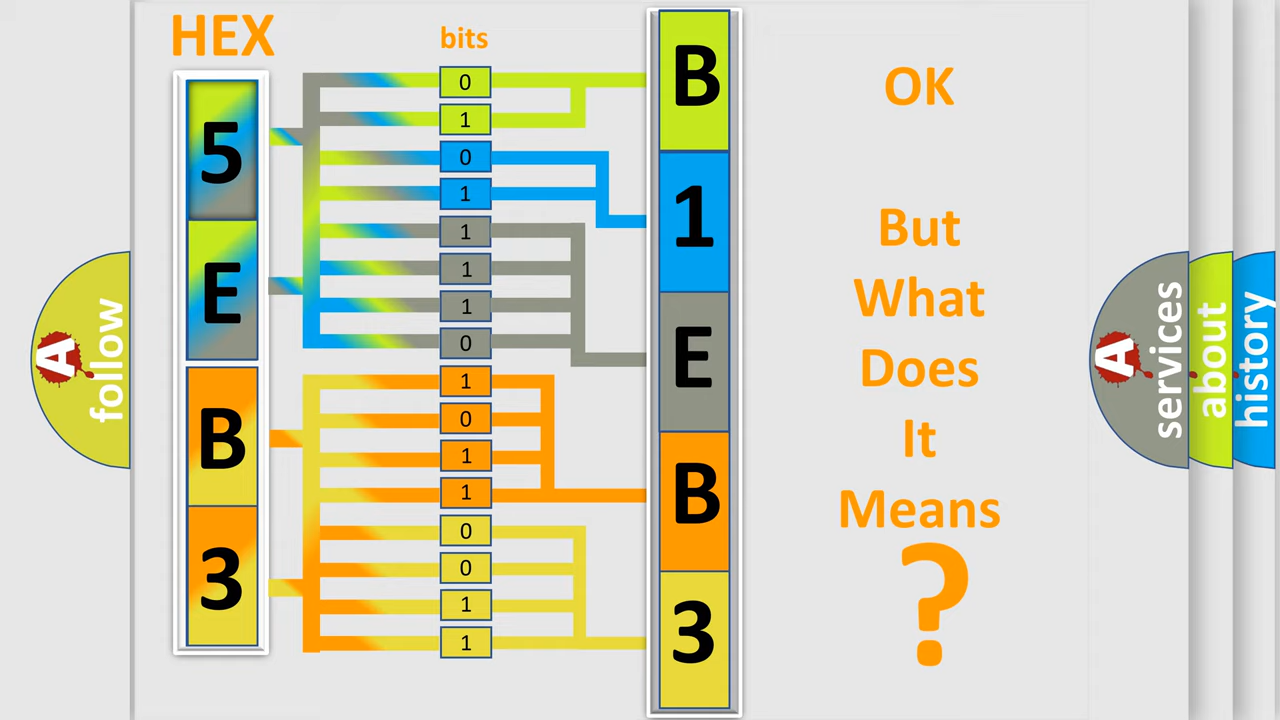 HEX
bits
5
E
B
3
0
1
0
1
1
1
1
0
1
0
1
1
0
0
1
1
B
1
E
B
3
OK
But
What
Does
It
Means
?
A
follow
A
services
about
history